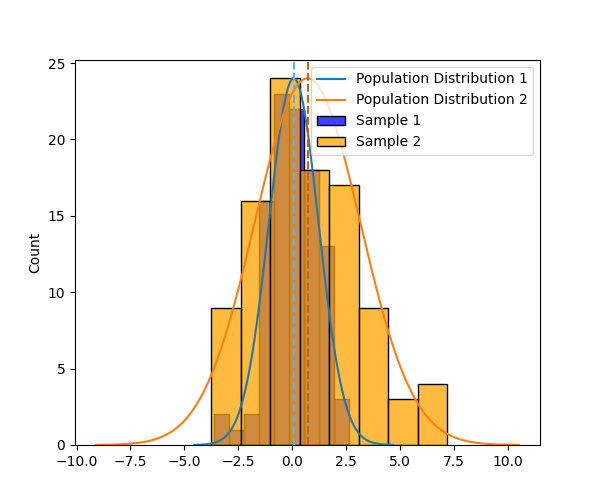 25
20
15
10
5
0
Count
−10.0 −7.5 −5.0 −2.5 0.0 2.5 5.0 7.5 10.0
Population Distribution 1
Population Distribution 2
Sample 1
Sample 2